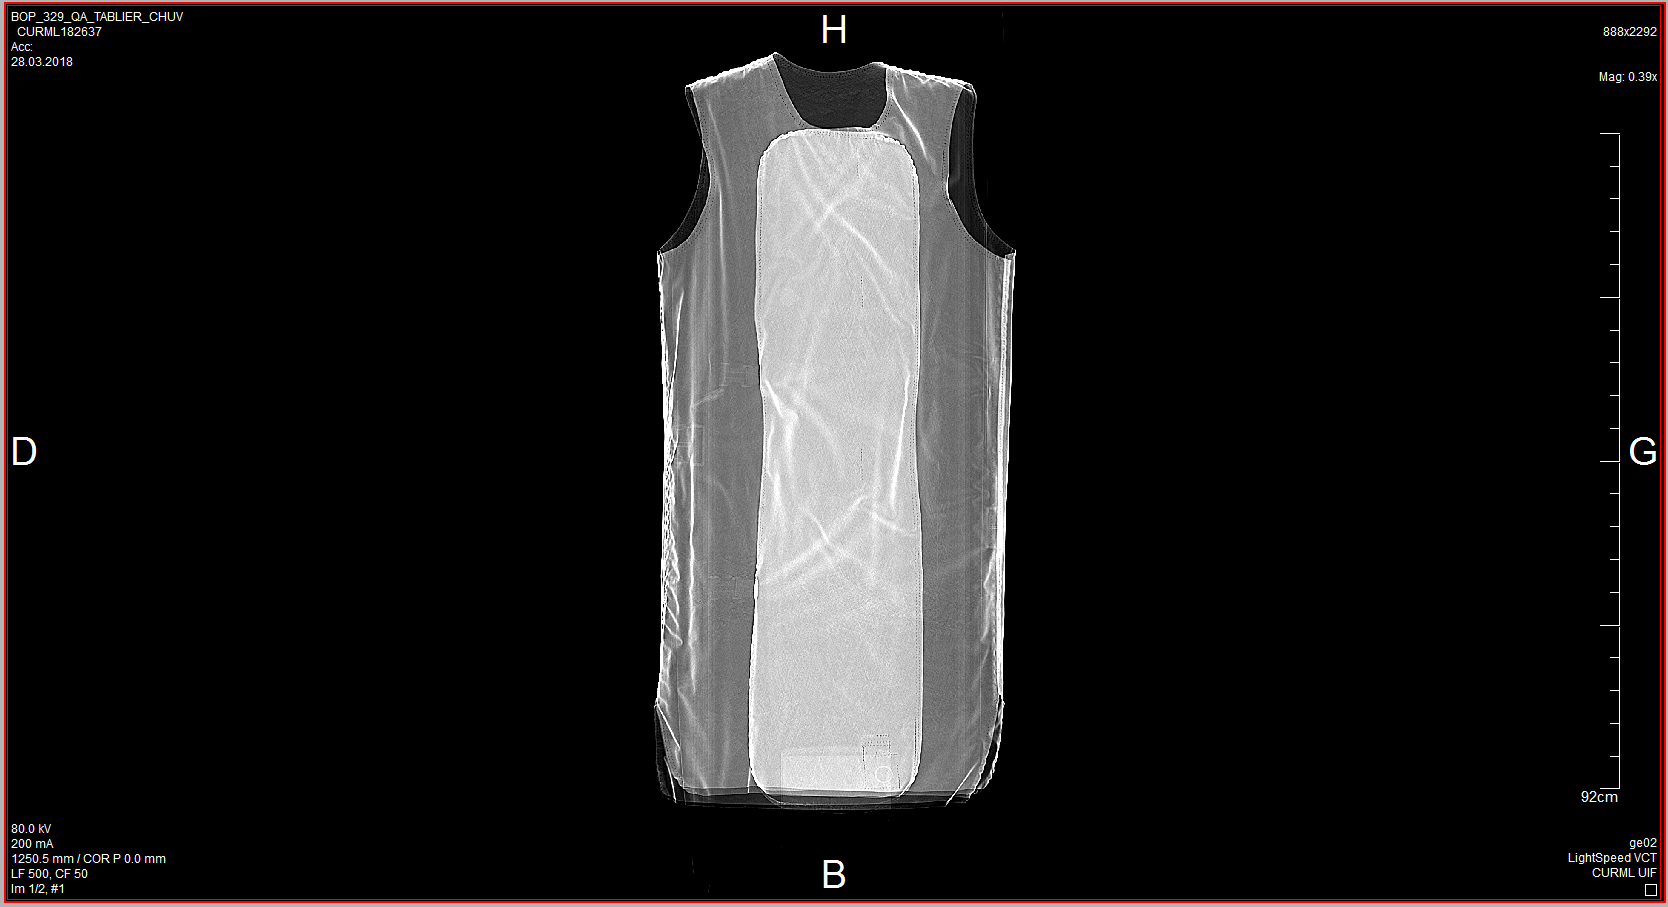 BOP_329_QA_TABLIER_CHUV
CURML182637
Acc:
28.03.2018
H
888x2292
Mag: 0.39x
D
G
92cm
80.0 kV
200 mA
1250.5 mm / COR P 0.0 mm
LF 500, CF 50
Im 1/2, #1
B
ge02
LightSpeed VCT
CURML UIF